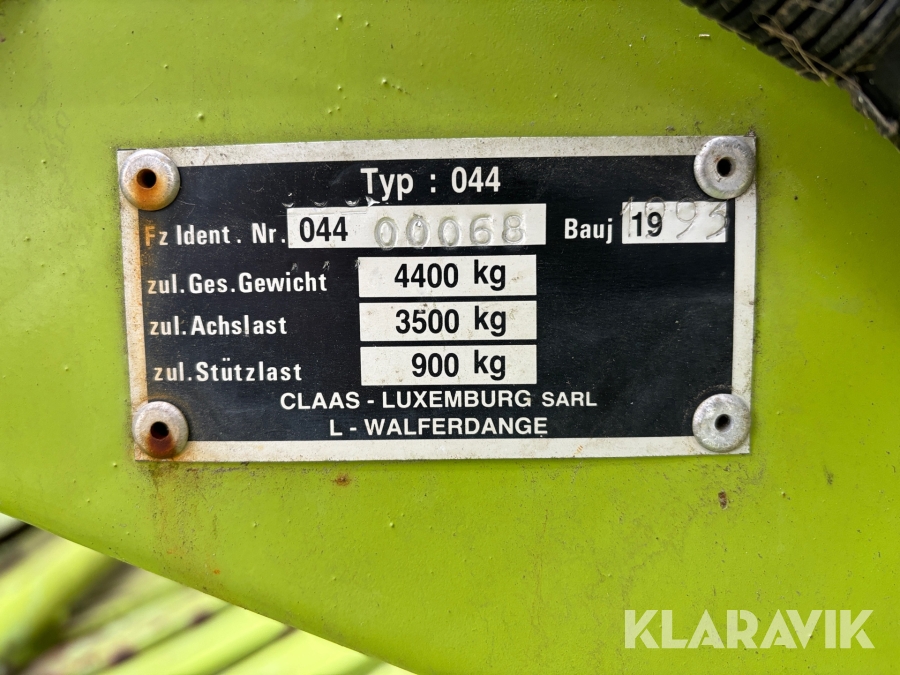 Typ : 044
Fz Ident. Nr. 044 00068 Bauj 19 1993
zul.Ges.Gewicht 4400 kg
zul.Achslast 3500 kg
zul.Stützlast 900 kg
CLAAS - LUXEMBURG SARL
L - WALFERDANGE
KLARAVIK